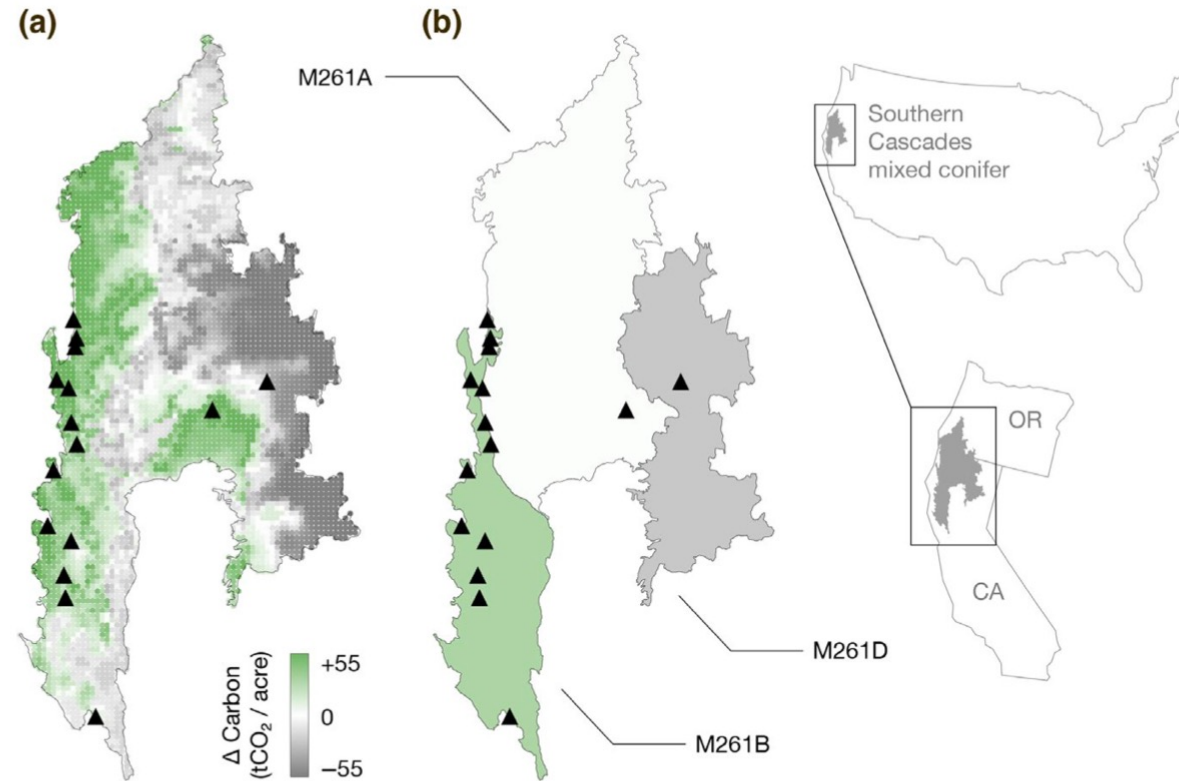 (a)
(b)
M261A
Southern
Cascades
mixed conifer
OR
CA
M261D
M261B
Δ Carbon
(tCO₂ / acre)
+55
0
−55